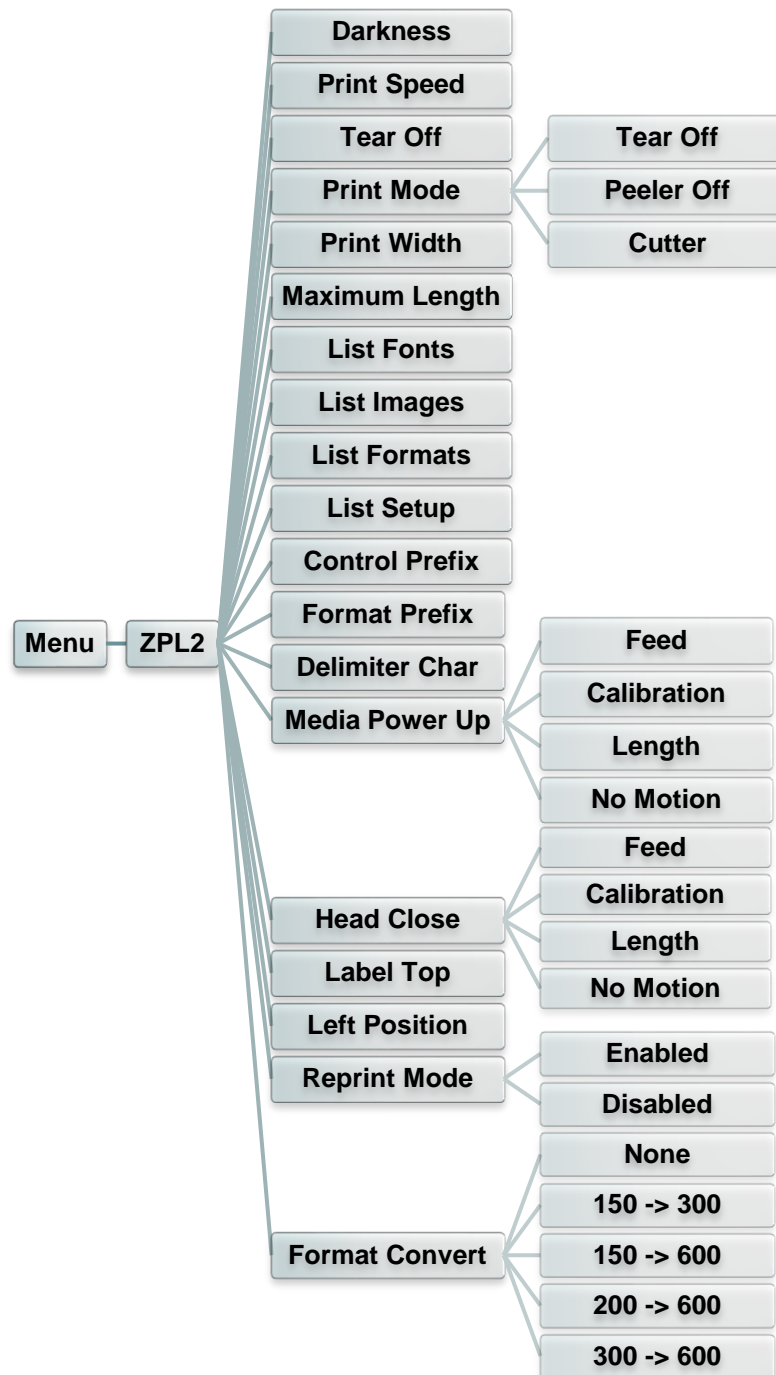 Menu
ZPL2
Darkness
Print Speed
Tear Off
Print Mode
Tear Off
Peeler Off
Cutter
Print Width
Maximum Length
List Fonts
List Images
List Formats
List Setup
Control Prefix
Format Prefix
Delimiter Char
Media Power Up
Feed
Calibration
Length
No Motion
Head Close
Feed
Calibration
Length
No Motion
Label Top
Left Position
Reprint Mode
Enabled
Disabled
Format Convert
None
150 -> 300
150 -> 600
200 -> 600
300 -> 600